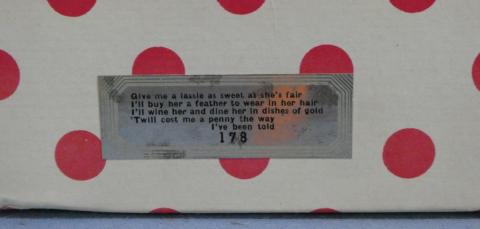 Give me a lassie as sweet as she's fair
I'll buy her a feather to wear in her hair
I'll wine her and dine her in dishes of gold
'Twill cost me a penny the way
I've been told
178